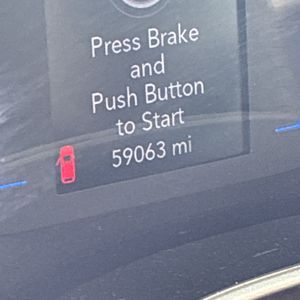 Press Brake
and
Push Button
to Start
59063 mi